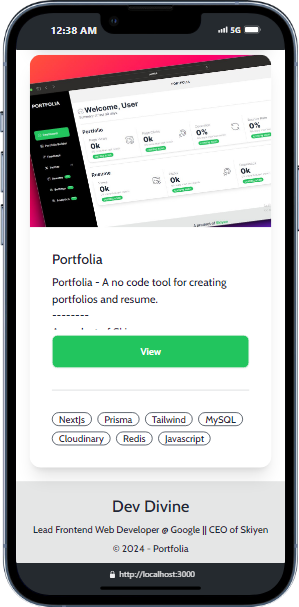 12:38 AM
5G
PORTFOLIA
PORTFOLIA
Welcome, User
Portfolio
0k
0k
0%
0%
Resume
0k
0k
0k
Portfolia
Portfolia - A no code tool for creating
portfolios and resume.
--------
View
NextJs
Prisma
Tailwind
MySQL
Cloudinary
Redis
Javascript
Dev Divine
Lead Frontend Web Developer @ Google || CEO of Skiyen
© 2024 - Portfolia
http://localhost:3000